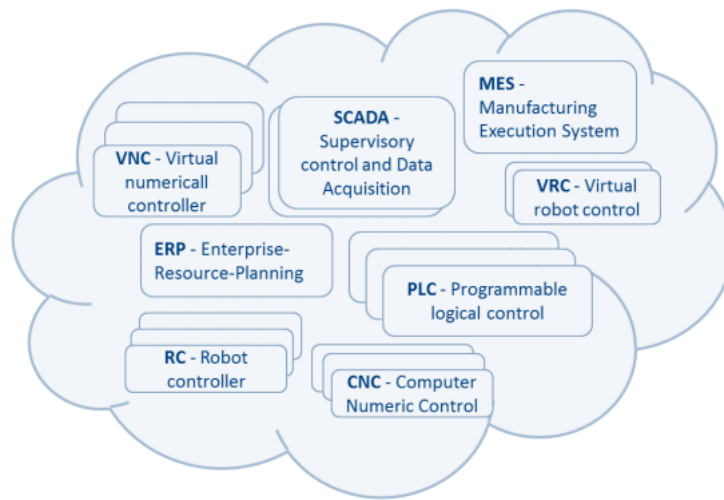 MES -
Manufacturing
Execution System
SCADA -
Supervisory
control and Data
Acquisition
VNC - Virtual
numericall
controller
VRC - Virtual
robot control
ERP - Enterprise-
Resource-Planning
PLC - Programmable
logical control
RC - Robot
controller
CNC - Computer
Numeric Control